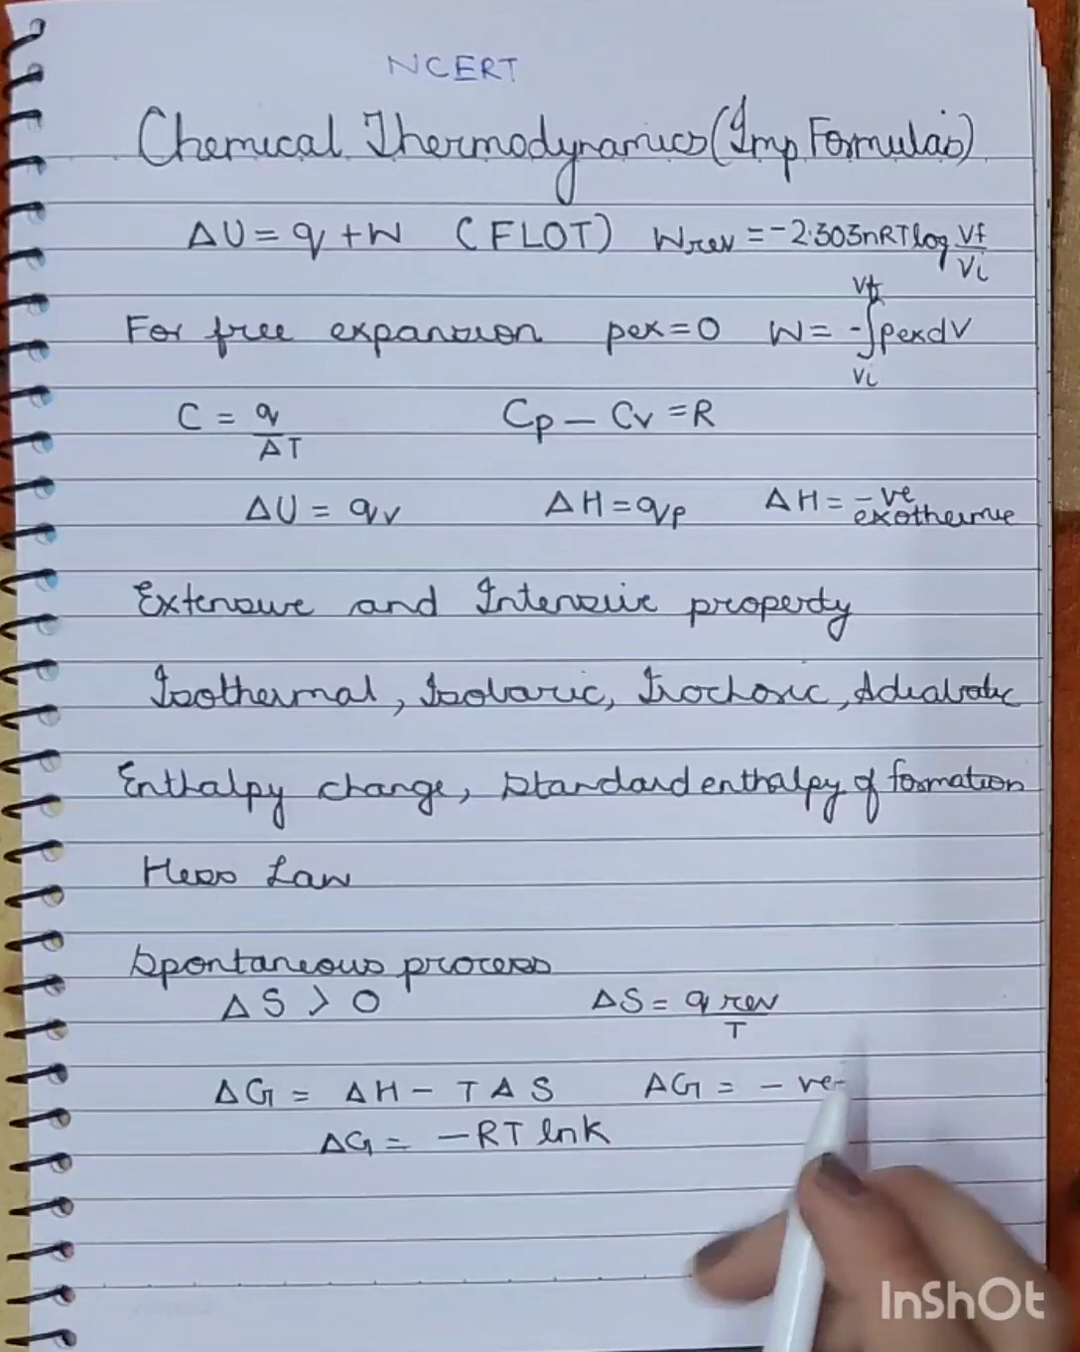 NCERT
Chemical Thermodynamics (Imp Formulas)
ΔU = q + W (FLOT) Wrev = -2.303nRT log Vf/Vi
For free expansion pex = 0 W = -∫ pex dV
Vf
Vi
C = q/ΔT Cp - Cv = R
ΔU = qv ΔH = qp ΔH = -ve exothermic
Extensive and Intensive property
Isothermal, Isobaric, Isochoric, Adiabatic
Enthalpy change, standard enthalpy of formation
Hess Law
Spontaneous process
ΔS > 0 ΔS = q rev/T
ΔG = ΔH - TΔS ΔG = - ve
ΔG = -RT lnK
InShOt